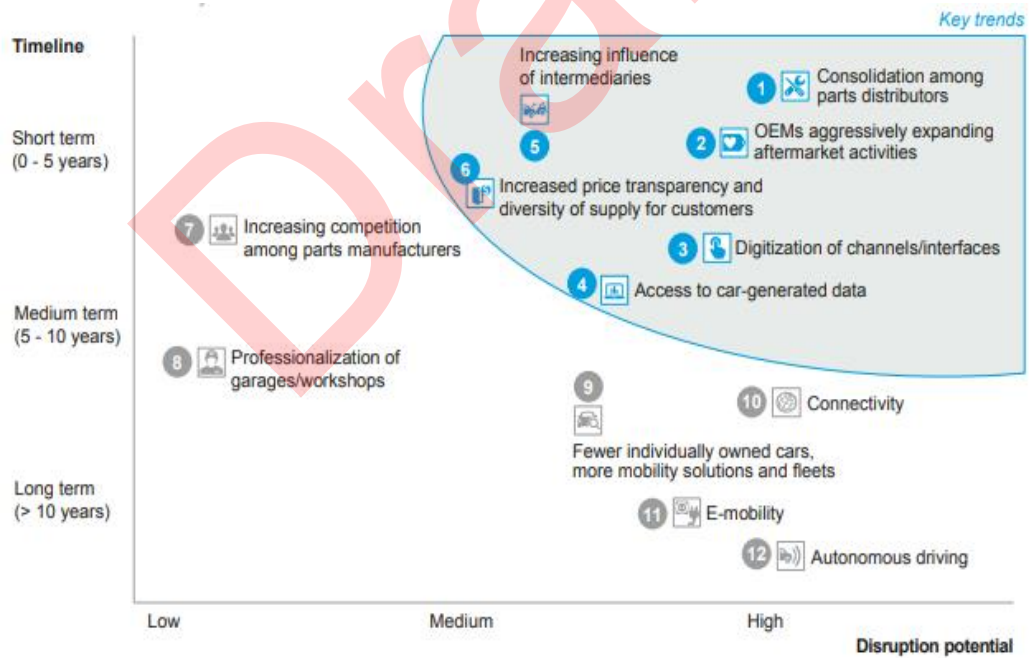 Key trends
Timeline
Increasing influence
of intermediaries
1
Consolidation among
parts distributors
Short term
(0 - 5 years)
2
OEMs aggressively expanding
aftermarket activities
5
6
Increased price transparency and
diversity of supply for customers
7
Increasing competition
among parts manufacturers
3
Digitization of channels/interfaces
4
Access to car-generated data
Medium term
(5 - 10 years)
8
Professionalization of
garages/workshops
9
Fewer individually owned cars,
more mobility solutions and fleets
10
Connectivity
Long term
(> 10 years)
11
E-mobility
12
Autonomous driving
Low
Medium
High
Disruption potential